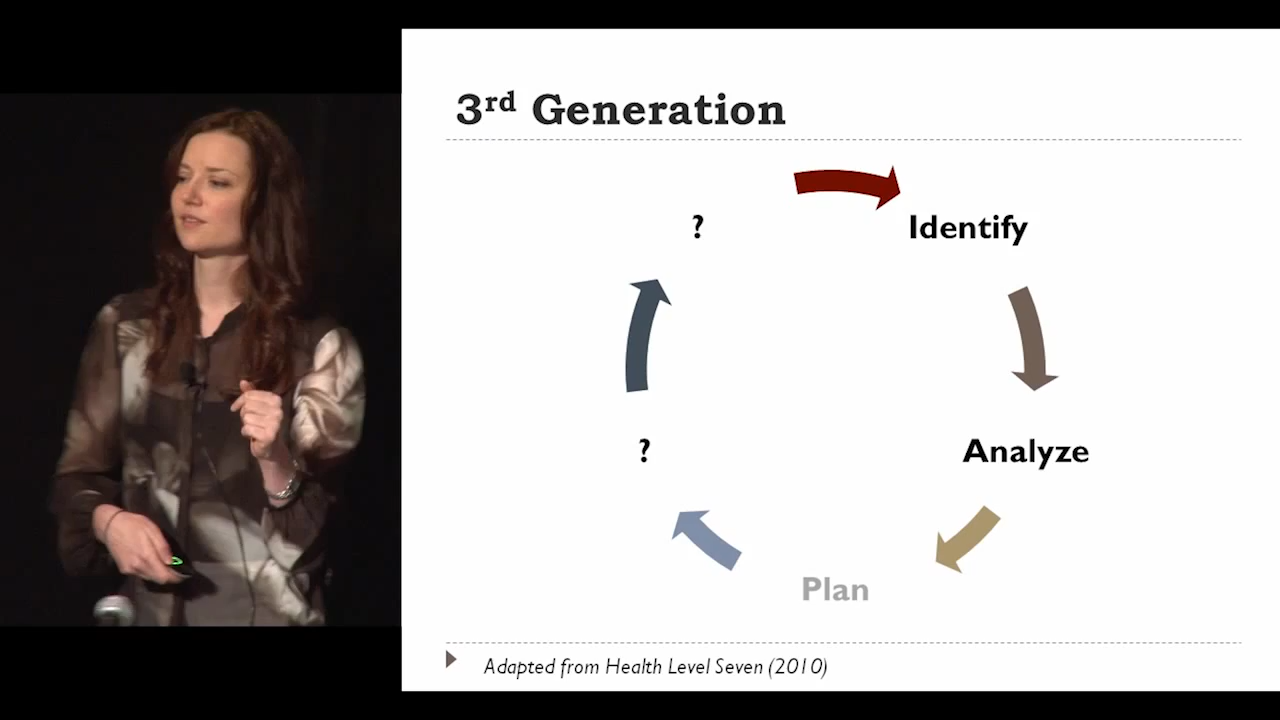 3rd Generation
?
Identify
?
Analyze
Plan
Adapted from Health Level Seven (2010)